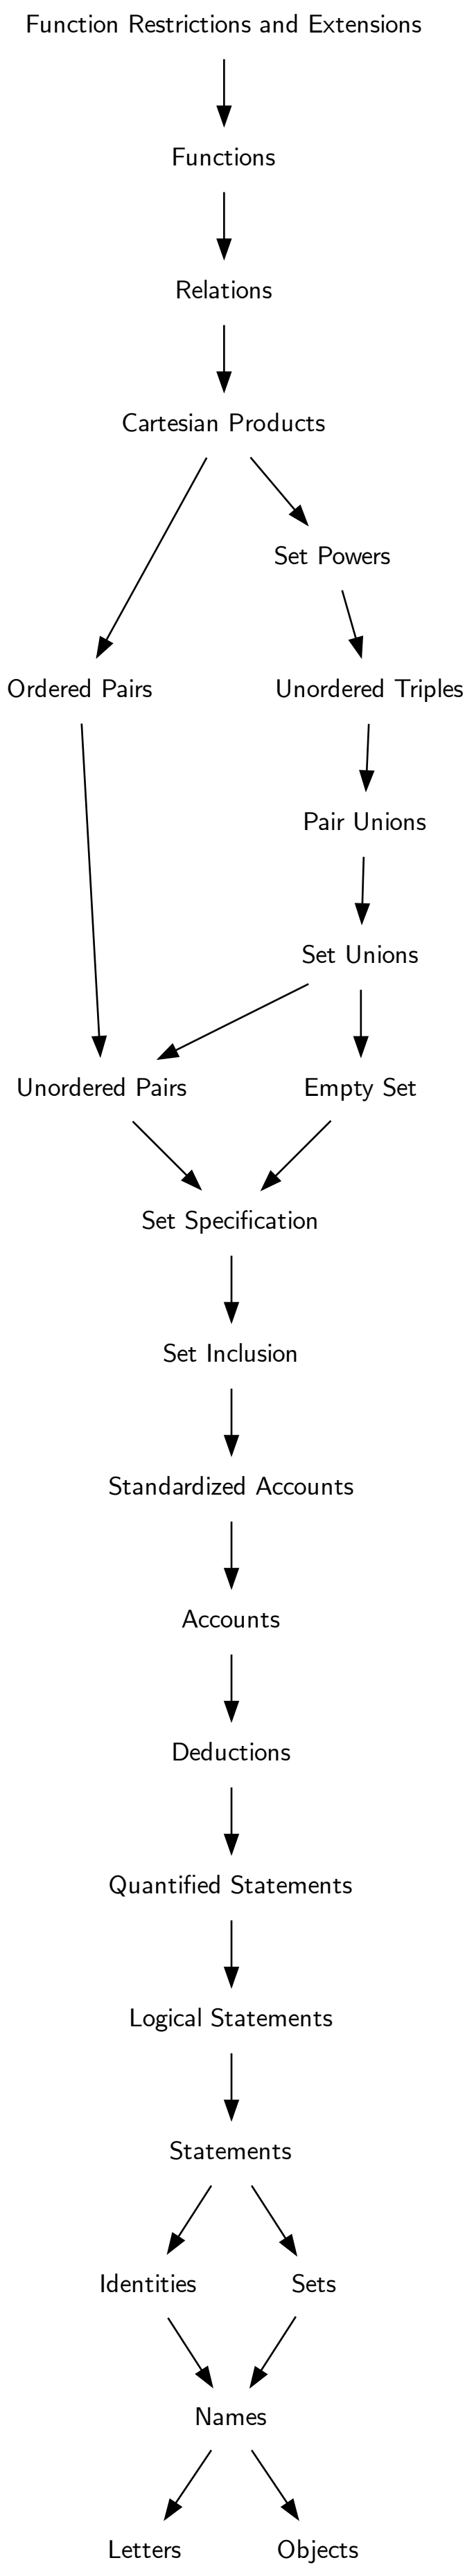 Function Restrictions and Extensions
Functions
Relations
Cartesian Products
Set Powers
Ordered Pairs
Unordered Triples
Pair Unions
Set Unions
Unordered Pairs
Empty Set
Set Specification
Set Inclusion
Standardized Accounts
Accounts
Deductions
Quantified Statements
Logical Statements
Statements
Identities
Sets
Names
Letters
Objects